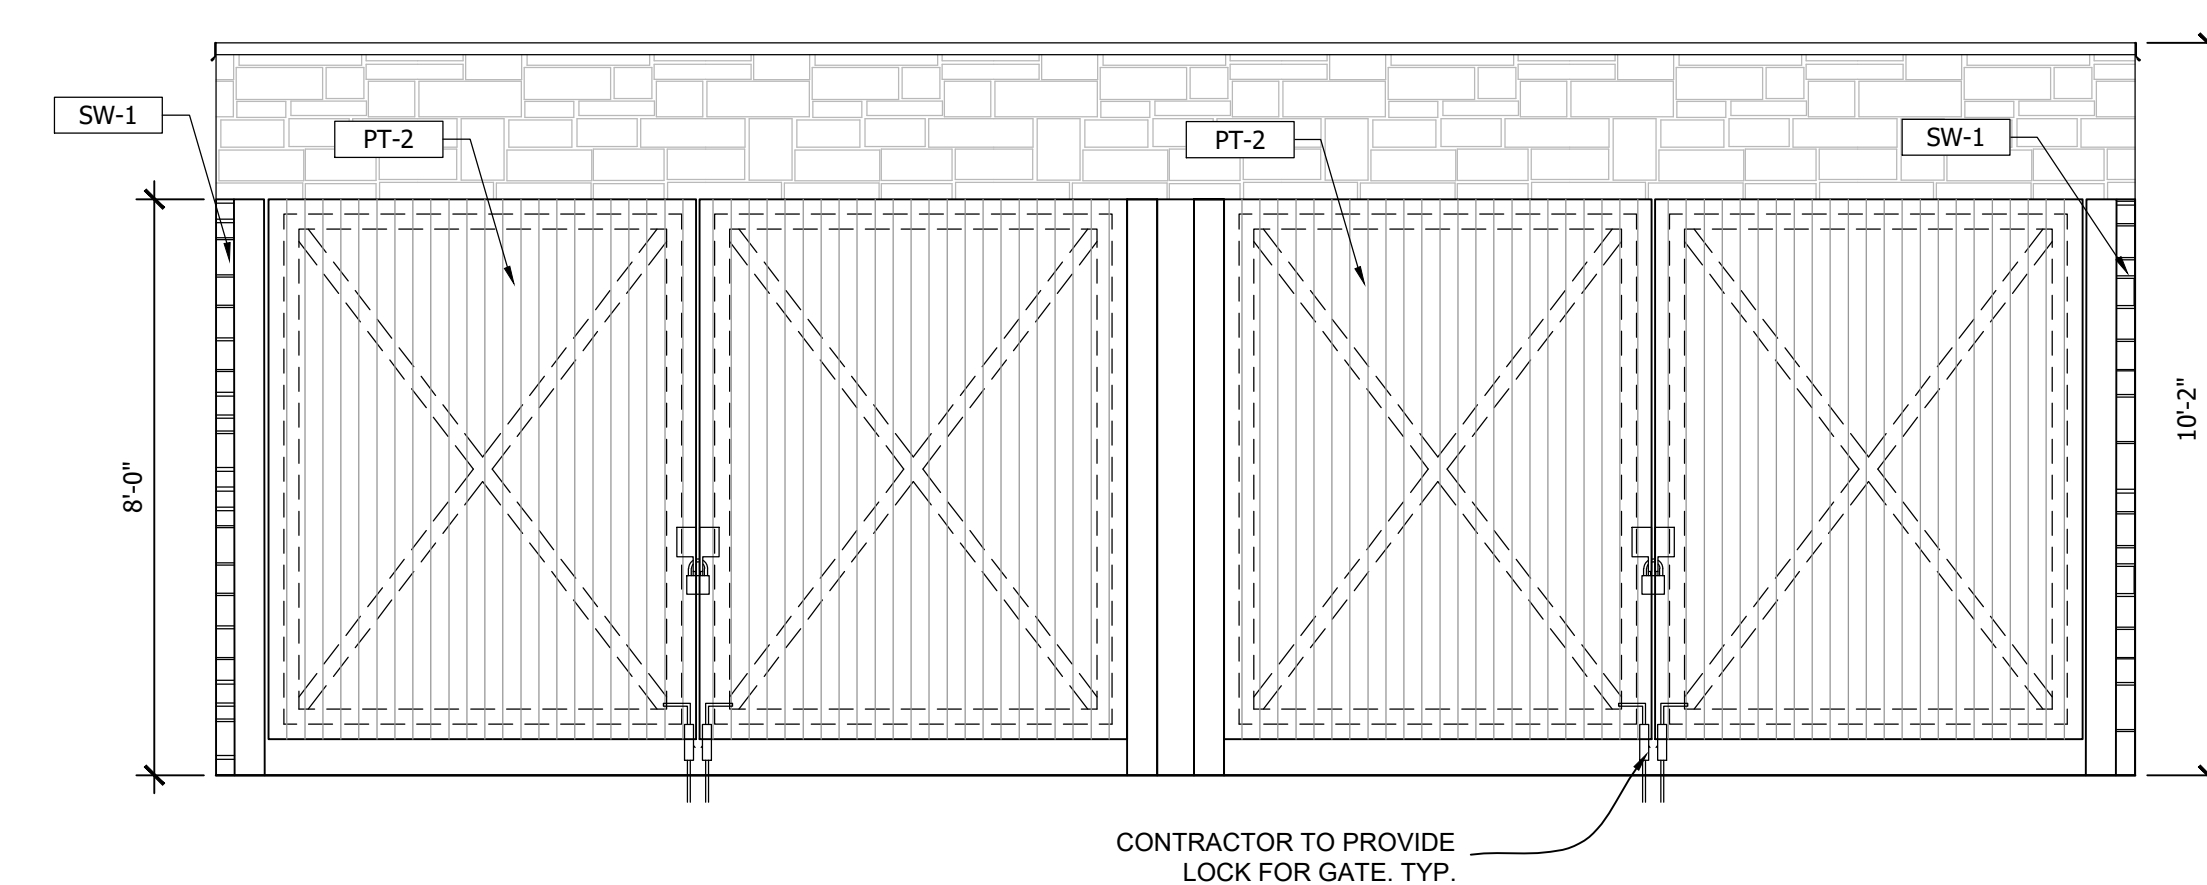 SW-1
PT-2
PT-2
SW-1
8'-0"
10'-2"
CONTRACTOR TO PROVIDE
LOCK FOR GATE. TYP.